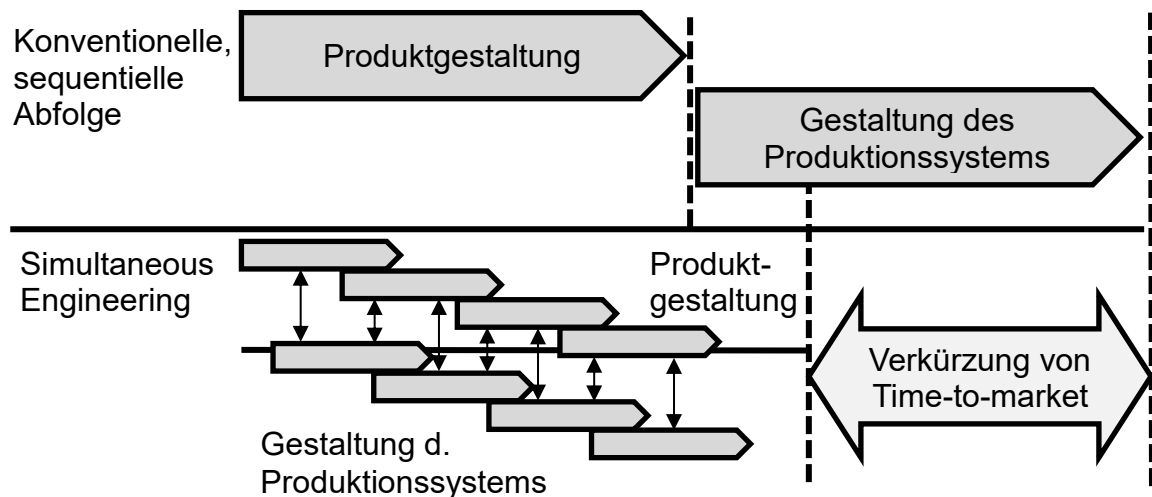 Konventionelle,
sequentielle
Abfolge
Produktgestaltung
Gestaltung des
Produktionssystems
Simultaneous
Engineering
Produkt-
gestaltung
Verkürzung von
Time-to-market
Gestaltung d.
Produktionssystems